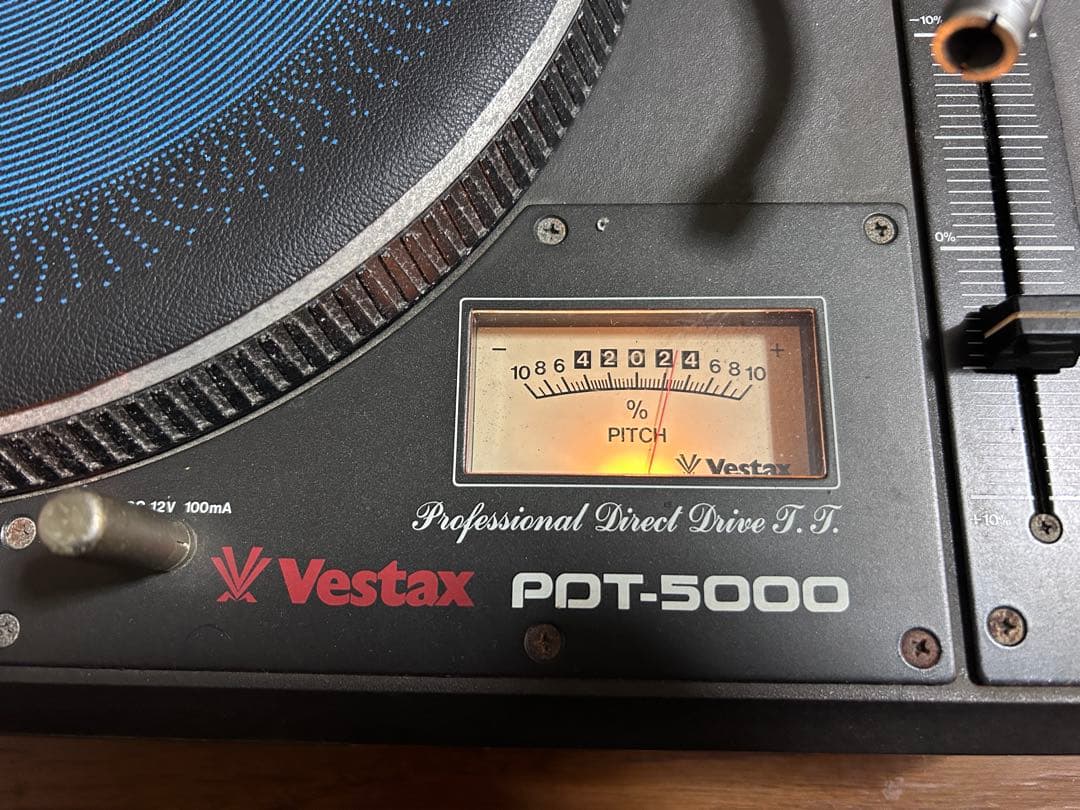 -10%
0%
+10%
− +
10 8 6 4 2 0 2 4 6 8 10
%
PITCH
Vestax
Professional Direct Drive T. T.
12V 100mA
Vestax PDT-5000